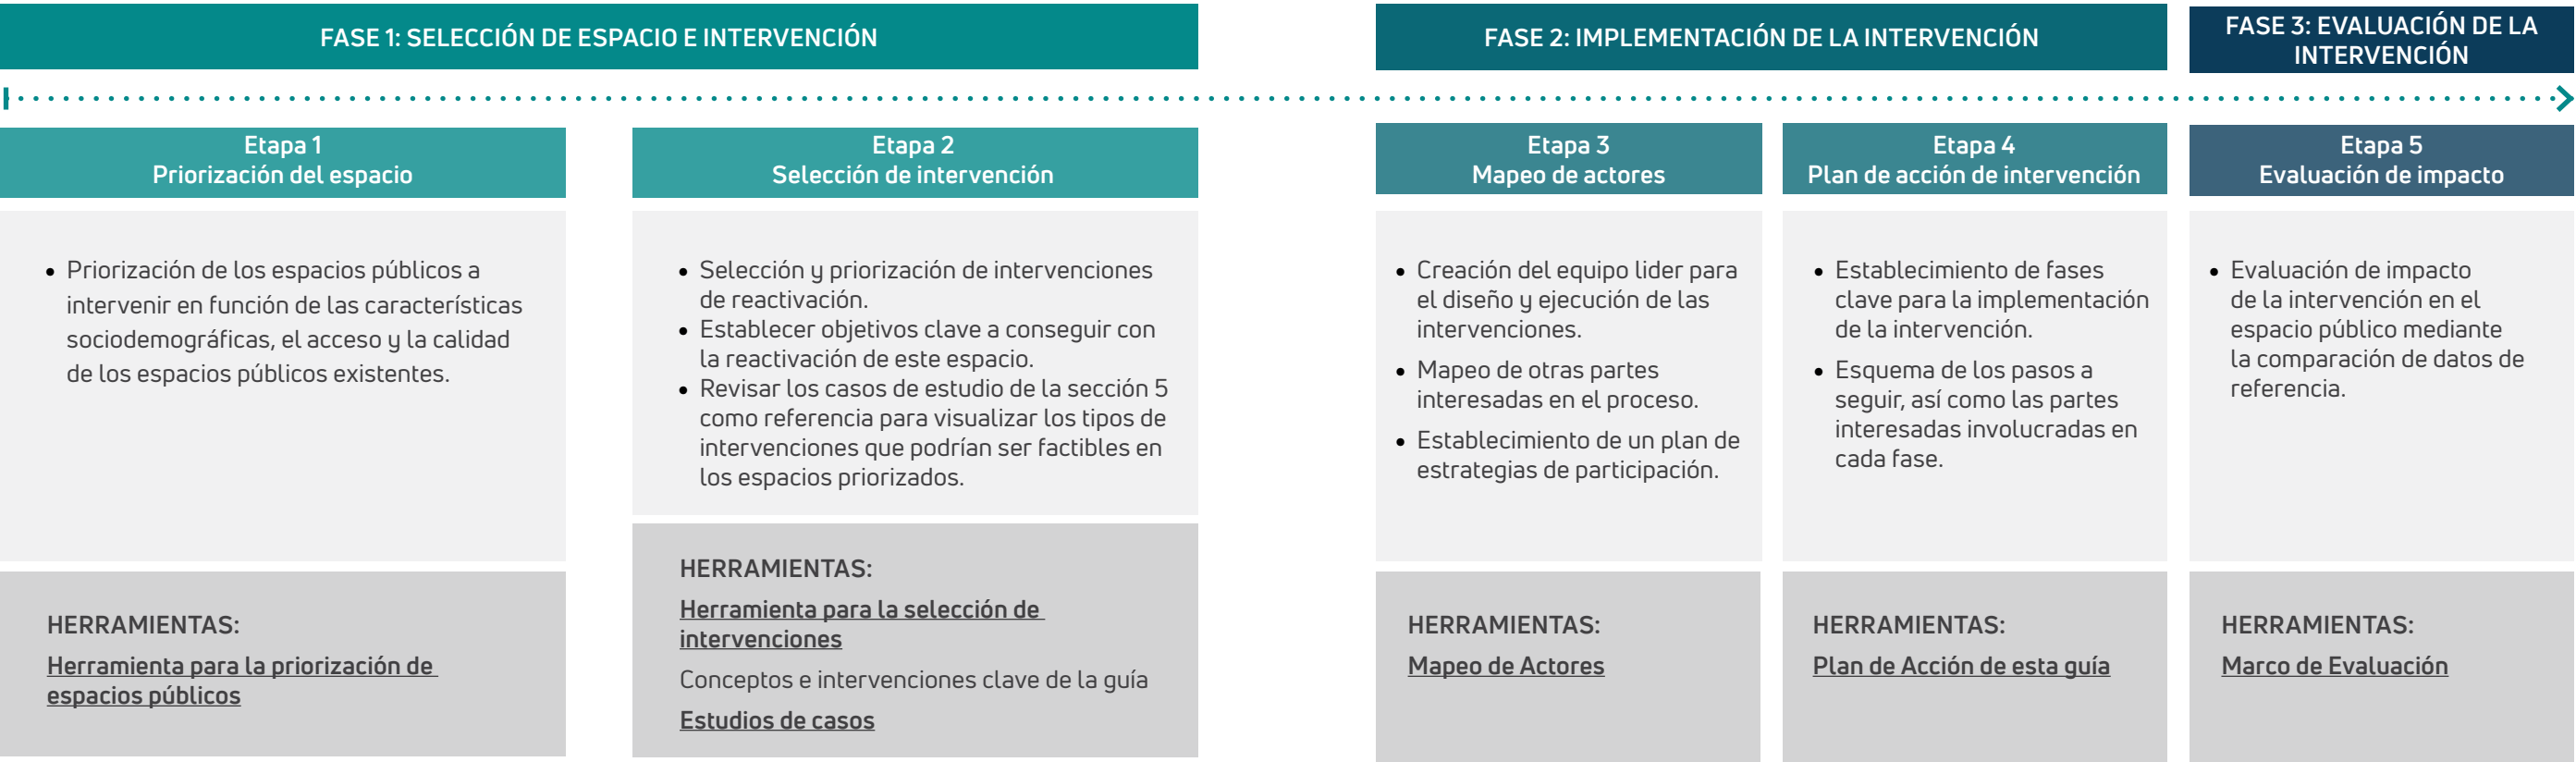 FASE 1: SELECCIÓN DE ESPACIO E INTERVENCIÓN
FASE 2: IMPLEMENTACIÓN DE LA INTERVENCIÓN
FASE 3: EVALUACIÓN DE LA
INTERVENCIÓN
Etapa 1
Priorización del espacio
• Priorización de los espacios públicos a
intervenir en función de las características
sociodemográficas, el acceso y la calidad
de los espacios públicos existentes.
HERRAMIENTAS:
Herramienta para la priorización de
espacios públicos
Etapa 2
Selección de intervención
• Selección y priorización de intervenciones
de reactivación.
• Establecer objetivos clave a conseguir con
la reactivación de este espacio.
• Revisar los casos de estudio de la sección 5
como referencia para visualizar los tipos de
intervenciones que podrían ser factibles en
los espacios priorizados.
HERRAMIENTAS:
Herramienta para la selección de
intervenciones
Conceptos e intervenciones clave de la guía
Estudios de casos
Etapa 3
Mapeo de actores
• Creación del equipo lider para
el diseño y ejecución de las
intervenciones.
• Mapeo de otras partes
interesadas en el proceso.
• Establecimiento de un plan de
estrategias de participación.
HERRAMIENTAS:
Mapeo de Actores
Etapa 4
Plan de acción de intervención
• Establecimiento de fases
clave para la implementación
de la intervención.
• Esquema de los pasos a
seguir, así como las partes
interesadas involucradas en
cada fase.
HERRAMIENTAS:
Plan de Acción de esta guía
Etapa 5
Evaluación de impacto
• Evaluación de impacto
de la intervención en el
espacio público mediante
la comparación de datos de
referencia.
HERRAMIENTAS:
Marco de Evaluación